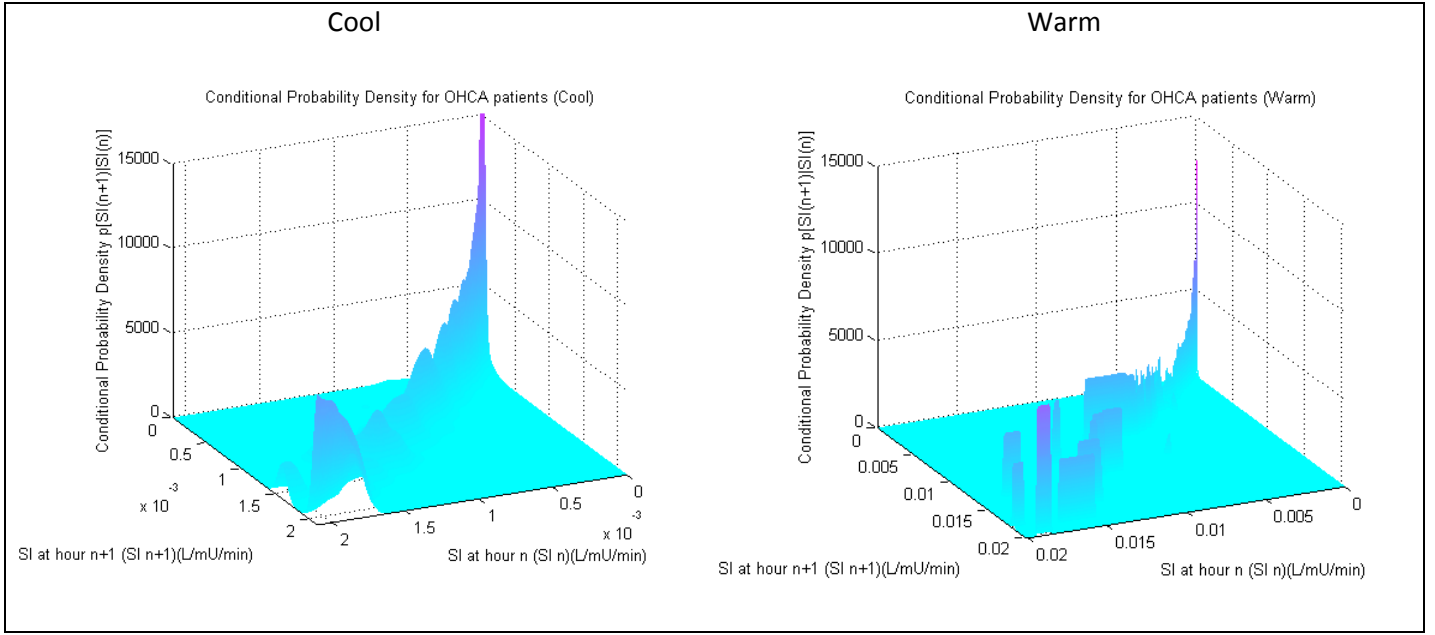 Cool
Warm
Conditional Probability Density for OHCA patients (Cool)
Conditional Probability Density p[SI(n+1)|SI(n)]
15000
10000
5000
0
0
0.5
1
1.5
2
x 10
-3
SI at hour n+1 (SI n+1)(L/mU/min)
2
1.5
1
0.5
0
x 10
-3
SI at hour n (SI n)(L/mU/min)
Conditional Probability Density for OHCA patients (Warm)
Conditional Probability Density p[SI(n+1)|SI(n)]
15000
10000
5000
0
0
0.005
0.01
0.015
0.02
SI at hour n+1 (SI n+1)(L/mU/min)
0.02
0.015
0.01
0.005
0
SI at hour n (SI n)(L/mU/min)